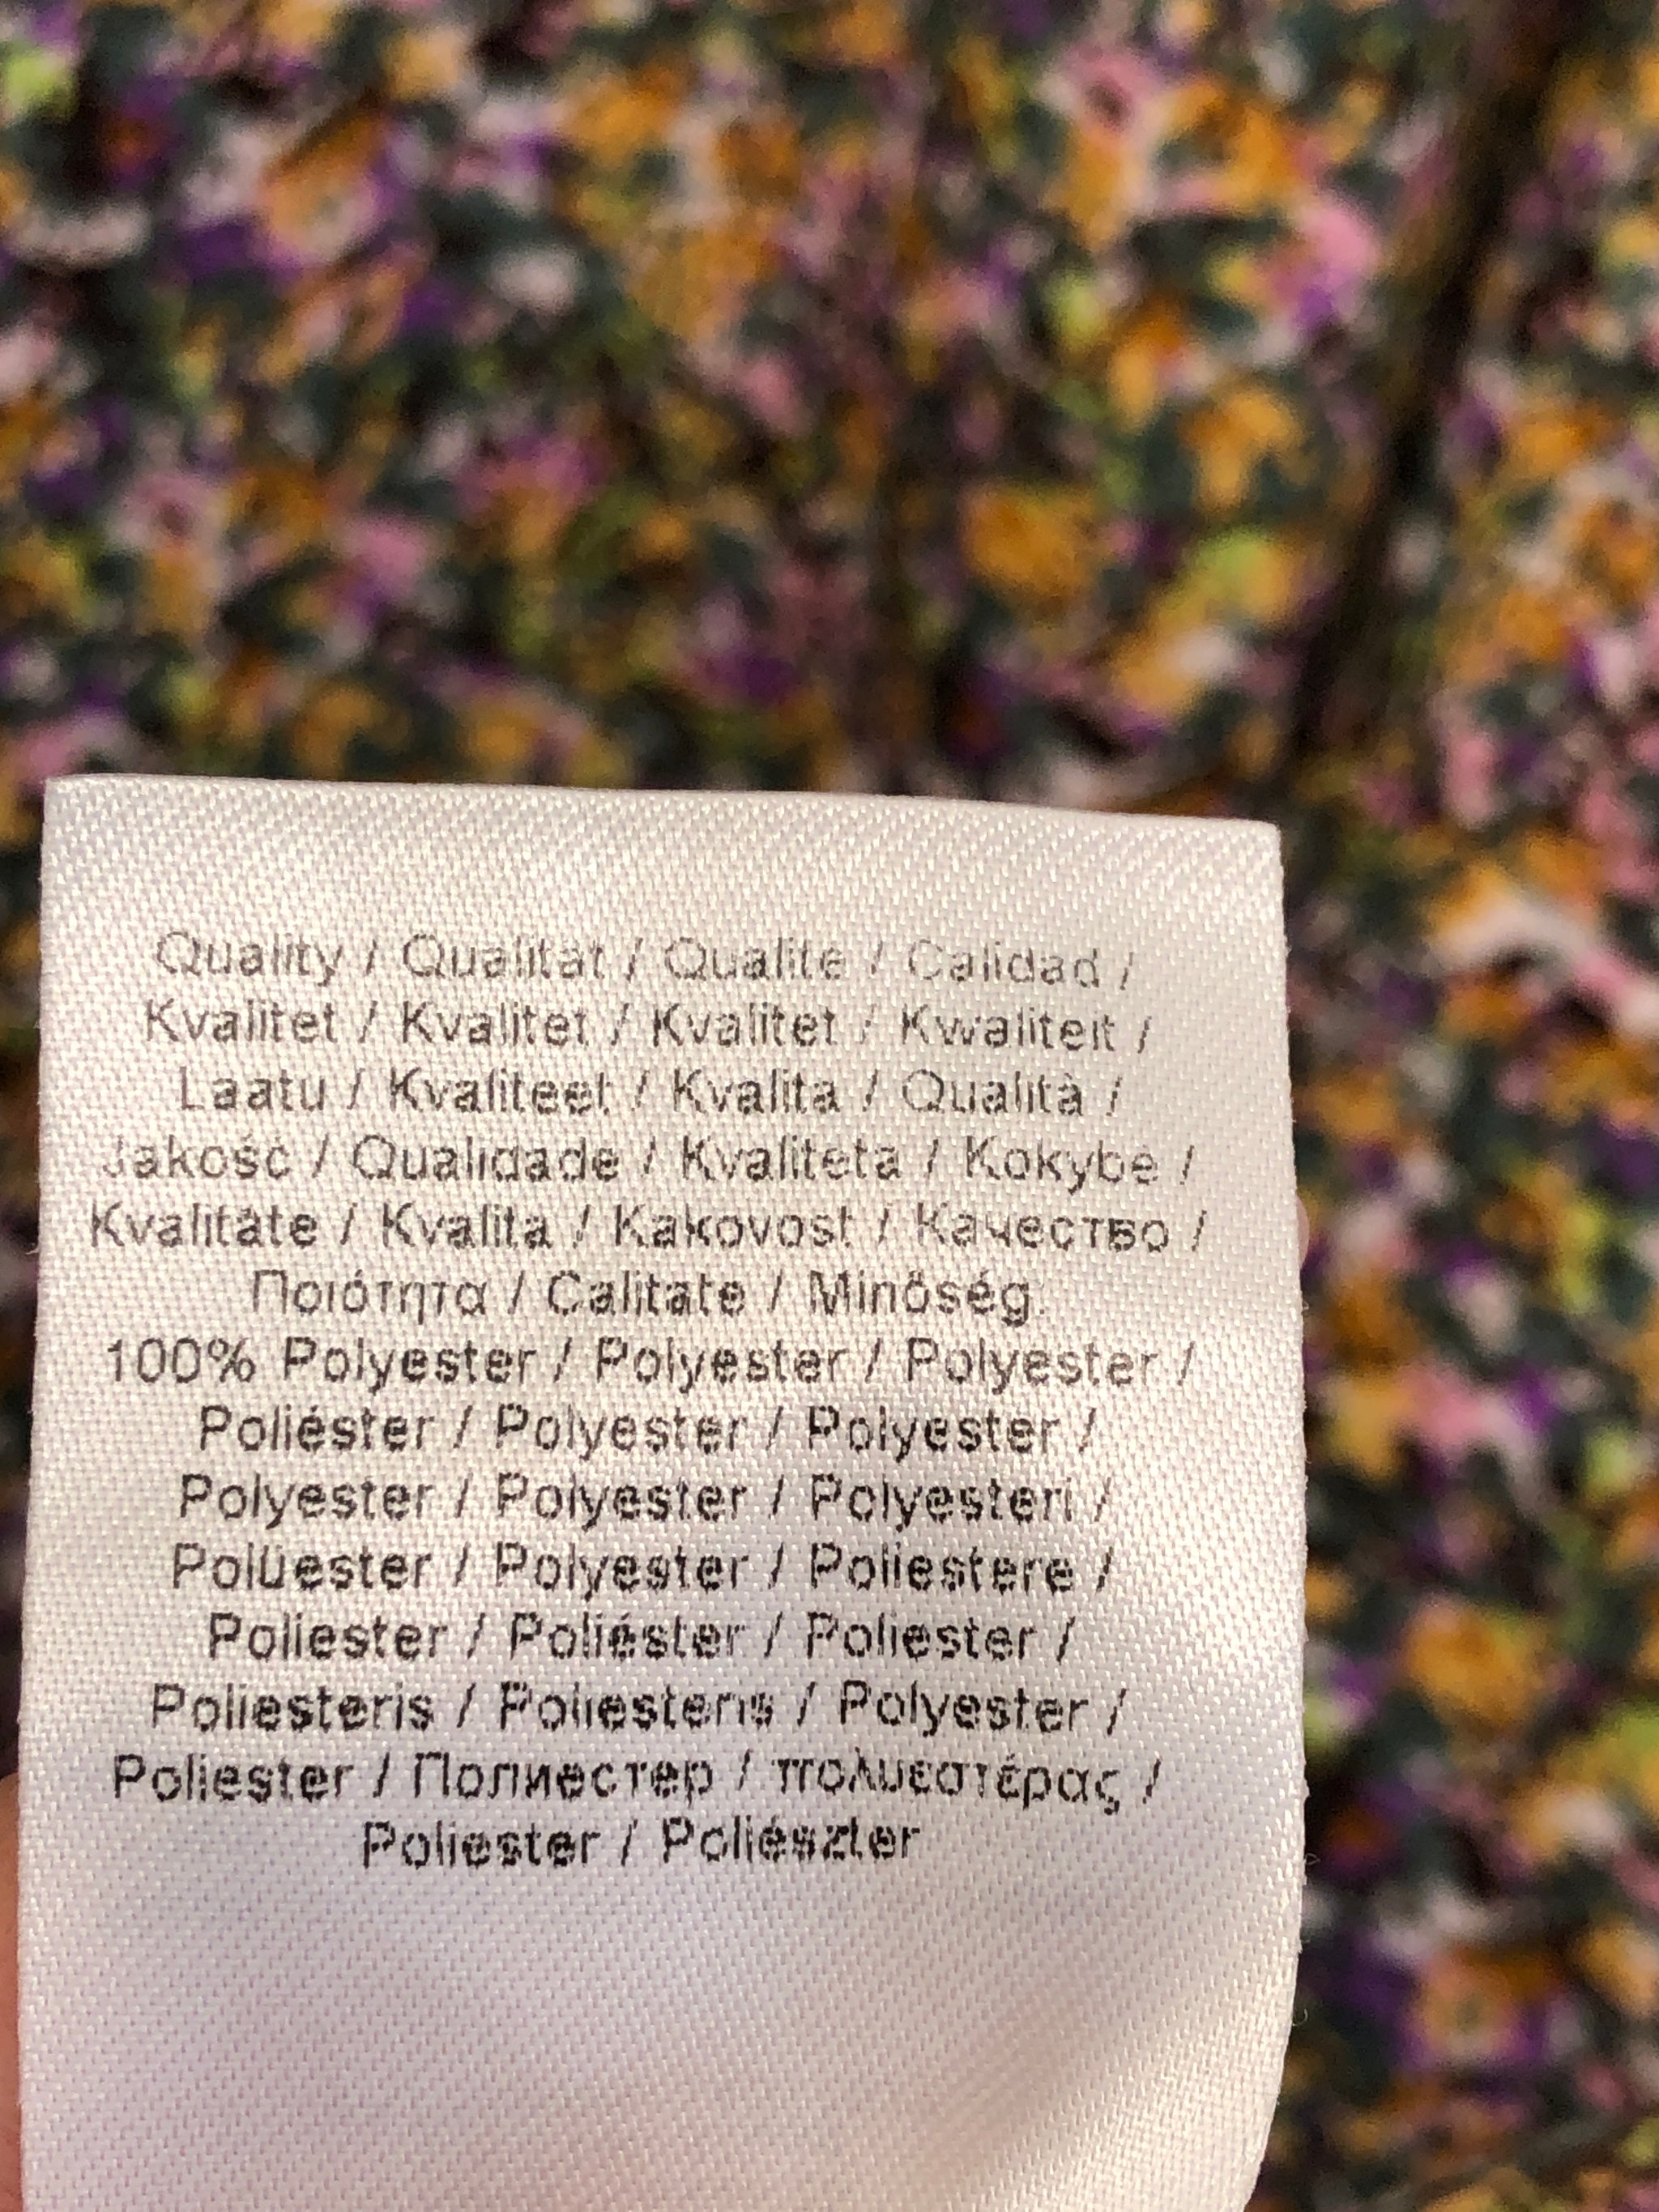 Quality / Qualität / Qualite / Calidad /
Kvalitet / Kvalitet / Kvalitet / Kwaliteit /
Laatu / Kvaliteet / Kvalita / Qualità /
Jakość / Qualidade / Kvaliteta / Kokybe /
Kvalitāte / Kvalita / Kakovost / Качество /
Ποιότητα / Calitate / Minőség:
100% Polyester / Polyester / Polyester /
Poliéster / Polyester / Polyester /
Polyester / Polyester / Polyesteri /
Polüester / Polyester / Poliestere /
Poliester / Poliéster / Poliester /
Poliesteris / Poliesteris / Polyester /
Poliester / Полиестер / πολυεστέρας /
Poliester / Poliészter